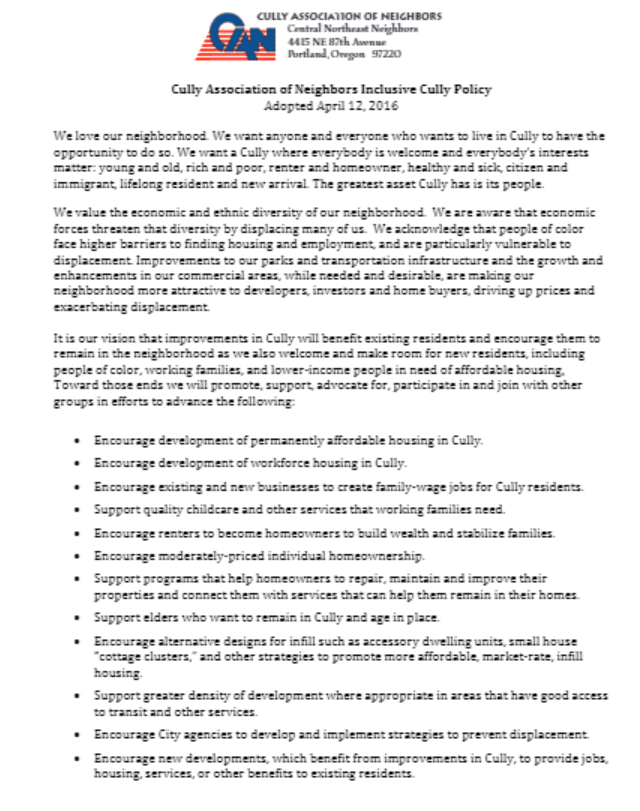 CAN
CULLY ASSOCIATION OF NEIGHBORS
Central Northeast Neighbors
4415 NE 87th Avenue
Portland, Oregon 97220
Cully Association of Neighbors Inclusive Cully Policy
Adopted April 12, 2016
We love our neighborhood. We want anyone and everyone who wants to live in Cully to have the
opportunity to do so. We want a Cully where everybody is welcome and everybody's interests
matter: young and old, rich and poor, renter and homeowner, healthy and sick, citizen and
immigrant, lifelong resident and new arrival. The greatest asset Cully has is its people.
We value the economic and ethnic diversity of our neighborhood. We are aware that economic
forces threaten that diversity by displacing many of us. We acknowledge that people of color
face higher barriers to finding housing and employment, and are particularly vulnerable to
displacement. Improvements to our parks and transportation infrastructure and the growth and
enhancements in our commercial areas, while needed and desirable, are making our
neighborhood more attractive to developers, investors and home buyers, driving up prices and
exacerbating displacement.
It is our vision that improvements in Cully will benefit existing residents and encourage them to
remain in the neighborhood as we also welcome and make room for new residents, including
people of color, working families, and lower-income people in need of affordable housing.
Toward those ends we will promote, support, advocate for, participate in and join with other
groups in efforts to advance the following:
• Encourage development of permanently affordable housing in Cully.
• Encourage development of workforce housing in Cully.
• Encourage existing and new businesses to create family-wage jobs for Cully residents.
• Support quality childcare and other services that working families need.
• Encourage renters to become homeowners to build wealth and stabilize families.
• Encourage moderately-priced individual homeownership.
• Support programs that help homeowners to repair, maintain and improve their
properties and connect them with services that can help them remain in their homes.
• Support elders who want to remain in Cully and age in place.
• Encourage alternative designs for infill such as accessory dwelling units, small house
"cottage clusters," and other strategies to promote more affordable, market-rate, infill
housing.
• Support greater density of development where appropriate in areas that have good access
to transit and other services.
• Encourage City agencies to develop and implement strategies to prevent displacement.
• Encourage new developments, which benefit from improvements in Cully, to provide jobs,
housing, services, or other benefits to existing residents.